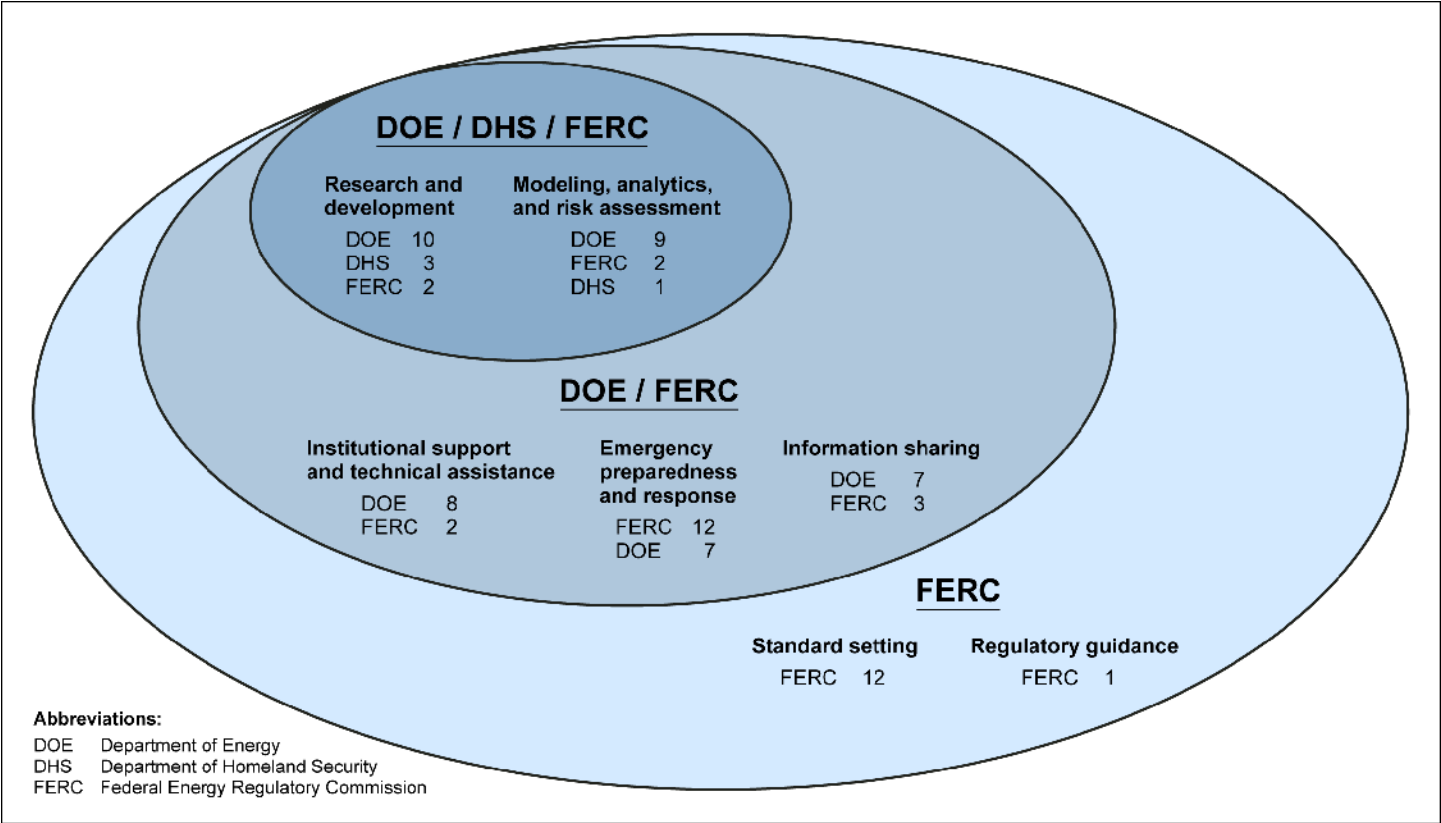 DOE / DHS / FERC
Research and
development
DOE 10
DHS 3
FERC 2
Modeling, analytics,
and risk assessment
DOE 9
FERC 2
DHS 1
DOE / FERC
Institutional support
and technical assistance
DOE 8
FERC 2
Emergency
preparedness
and response
FERC 12
DOE 7
Information sharing
DOE 7
FERC 3
FERC
Standard setting
FERC 12
Regulatory guidance
FERC 1
Abbreviations:
DOE Department of Energy
DHS Department of Homeland Security
FERC Federal Energy Regulatory Commission